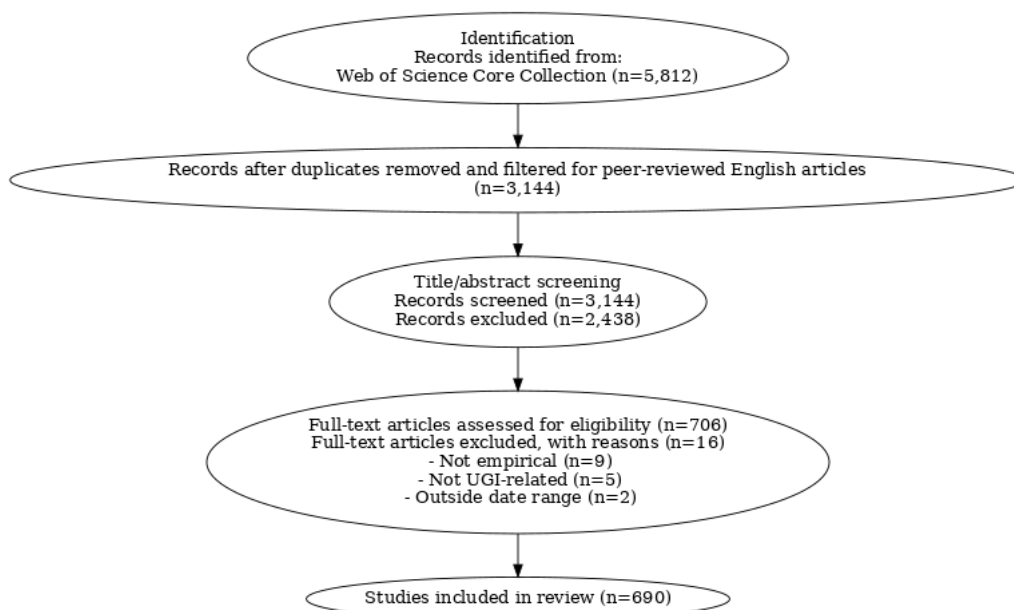 Identification
Records identified from:
Web of Science Core Collection (n=5,812)
Records after duplicates removed and filtered for peer-reviewed English articles
(n=3,144)
Title/abstract screening
Records screened (n=3,144)
Records excluded (n=2,438)
Full-text articles assessed for eligibility (n=706)
Full-text articles excluded, with reasons (n=16)
- Not empirical (n=9)
- Not UGI-related (n=5)
- Outside date range (n=2)
Studies included in review (n=690)